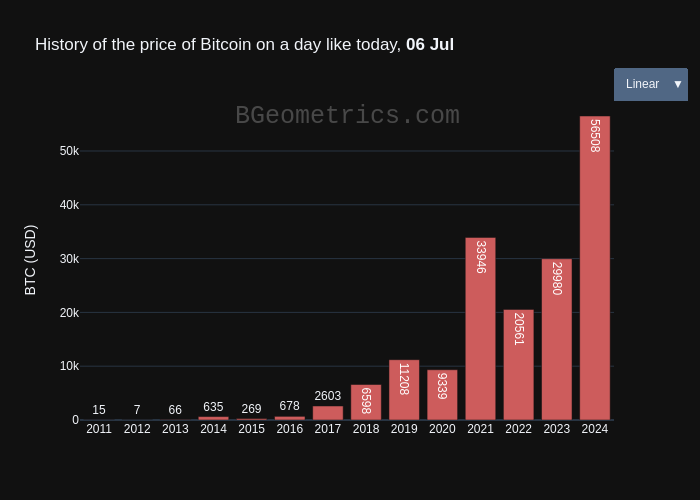 History of the price of Bitcoin on a day like today, 06 Jul
Linear ▼
BGeometrics.com
BTC (USD)
50k
40k
30k
20k
10k
0
15
7
66
635
269
678
2603
6598
11208
9339
33946
20561
29980
56508
2011 2012 2013 2014 2015 2016 2017 2018 2019 2020 2021 2022 2023 2024